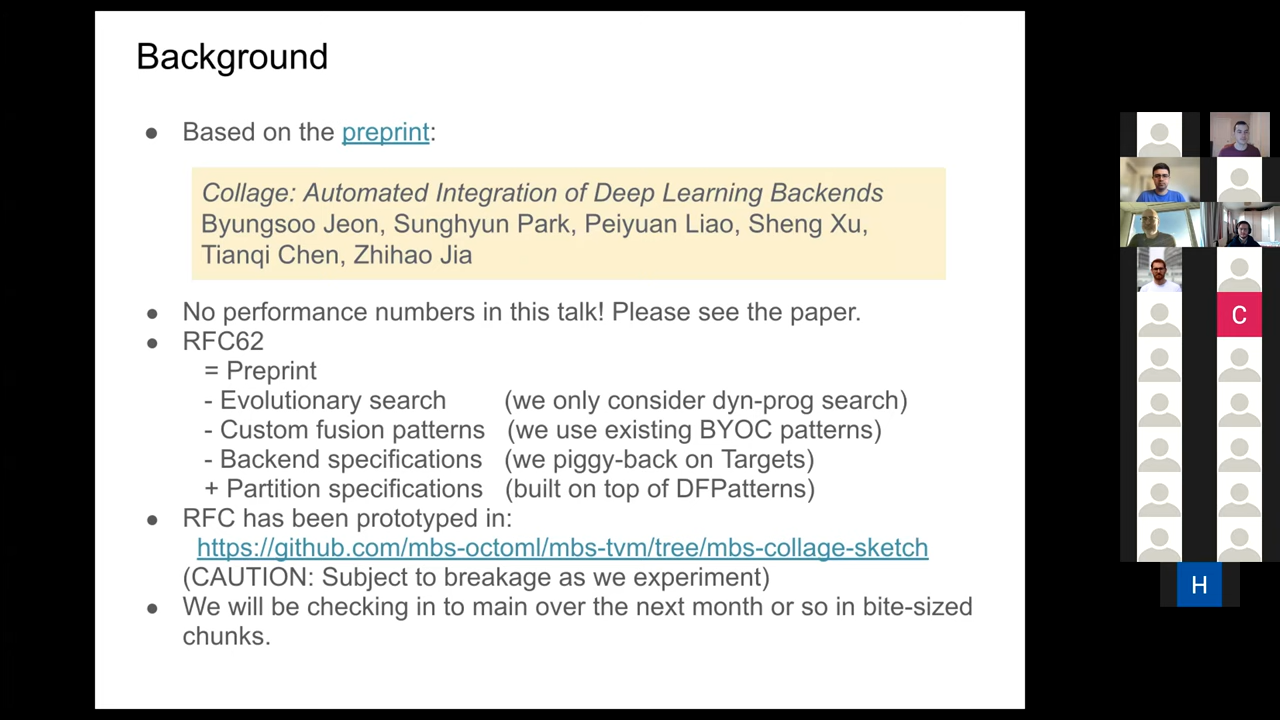 Background
● Based on the preprint:
Collage: Automated Integration of Deep Learning Backends
Byungsoo Jeon, Sunghyun Park, Peiyuan Liao, Sheng Xu,
Tianqi Chen, Zhihao Jia
● No performance numbers in this talk! Please see the paper.
● RFC62
= Preprint
- Evolutionary search (we only consider dyn-prog search)
- Custom fusion patterns (we use existing BYOC patterns)
- Backend specifications (we piggy-back on Targets)
+ Partition specifications (built on top of DFPatterns)
● RFC has been prototyped in:
https://github.com/mbs-octoml/mbs-tvm/tree/mbs-collage-sketch
(CAUTION: Subject to breakage as we experiment)
● We will be checking in to main over the next month or so in bite-sized
chunks.
C
H